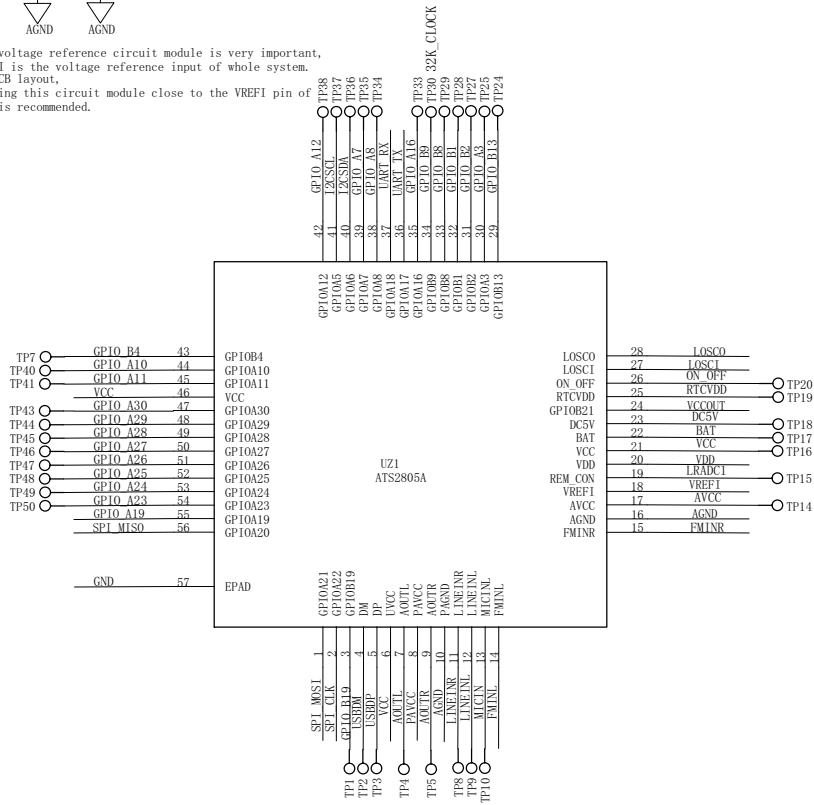 AGND AGND
voltage reference circuit module is very important,
I is the voltage reference input of whole system.
CB layout,
ing this circuit module close to the VREFI pin of
is recommended.
32K_CLOCK
TP38 TP37 TP36 TP35 TP34 TP33 TP30 TP29 TP28 TP27 TP25 TP24
GPIO_A12 I2CSCL I2CSDA GPIO_A7 GPIO_A8 UART_RX UART_TX GPIO_A16 GPIO_B9 GPIO_B8 GPIO_B1 GPIO_B2 GPIO_A3 GPIO_B13
42 41 40 39 38 37 36 35 34 33 32 31 30 29
GPIOA12 GPIOA5 GPIOA6 GPIOA7 GPIOA8 GPIOA18 GPIOA17 GPIOA16 GPIOB9 GPIOB8 GPIOB1 GPIOB2 GPIOA3 GPIOB13
TP7 GPIO_B4 43 GPIOB4
TP40 GPIO_A10 44 GPIOA10
TP41 GPIO_A11 45 GPIOA11
VCC 46 VCC
TP43 GPIO_A30 47 GPIOA30
TP44 GPIO_A29 48 GPIOA29
TP45 GPIO_A28 49 GPIOA28
TP46 GPIO_A27 50 GPIOA27
TP47 GPIO_A26 51 GPIOA26
TP48 GPIO_A25 52 GPIOA25
TP49 GPIO_A24 53 GPIOA24
TP50 GPIO_A23 54 GPIOA23
GPIO_A19 55 GPIOA19
SPI_MISO 56 GPIOA20
GND 57 EPAD
UZ1
ATS2805A
LOSCO 28 LOSCO
LOSCI 27 LOSCI
ON_OFF 26 ON_OFF TP20
RTCVDD 25 RTCVDD TP19
GPIOB21 24 VCCOUT
DC5V 23 DC5V TP18
BAT 22 BAT TP17
VCC 21 VCC TP16
VDD 20 VDD
REM_CON 19 LRADC1 TP15
VREFI 18 VREFI
AVCC 17 AVCC TP14
AGND 16 AGND
FMINR 15 FMINR
GPIOA21 GPIOA22 GPIOB19 DM DP UVCC AOUTL PAVCC AOUTR PAGND LINEINR LINEINL MICINL FMINL
1 2 3 4 5 6 7 8 9 10 11 12 13 14
SPI_MOSI SPI_CLK GPIO_B19 USBDM USBDP VCC AOUTL PAVCC AOUTR AGND LINEINR LINEINL MICIN FMINL
TP1 TP2 TP3 TP4 TP5 TP8 TP9 TP10